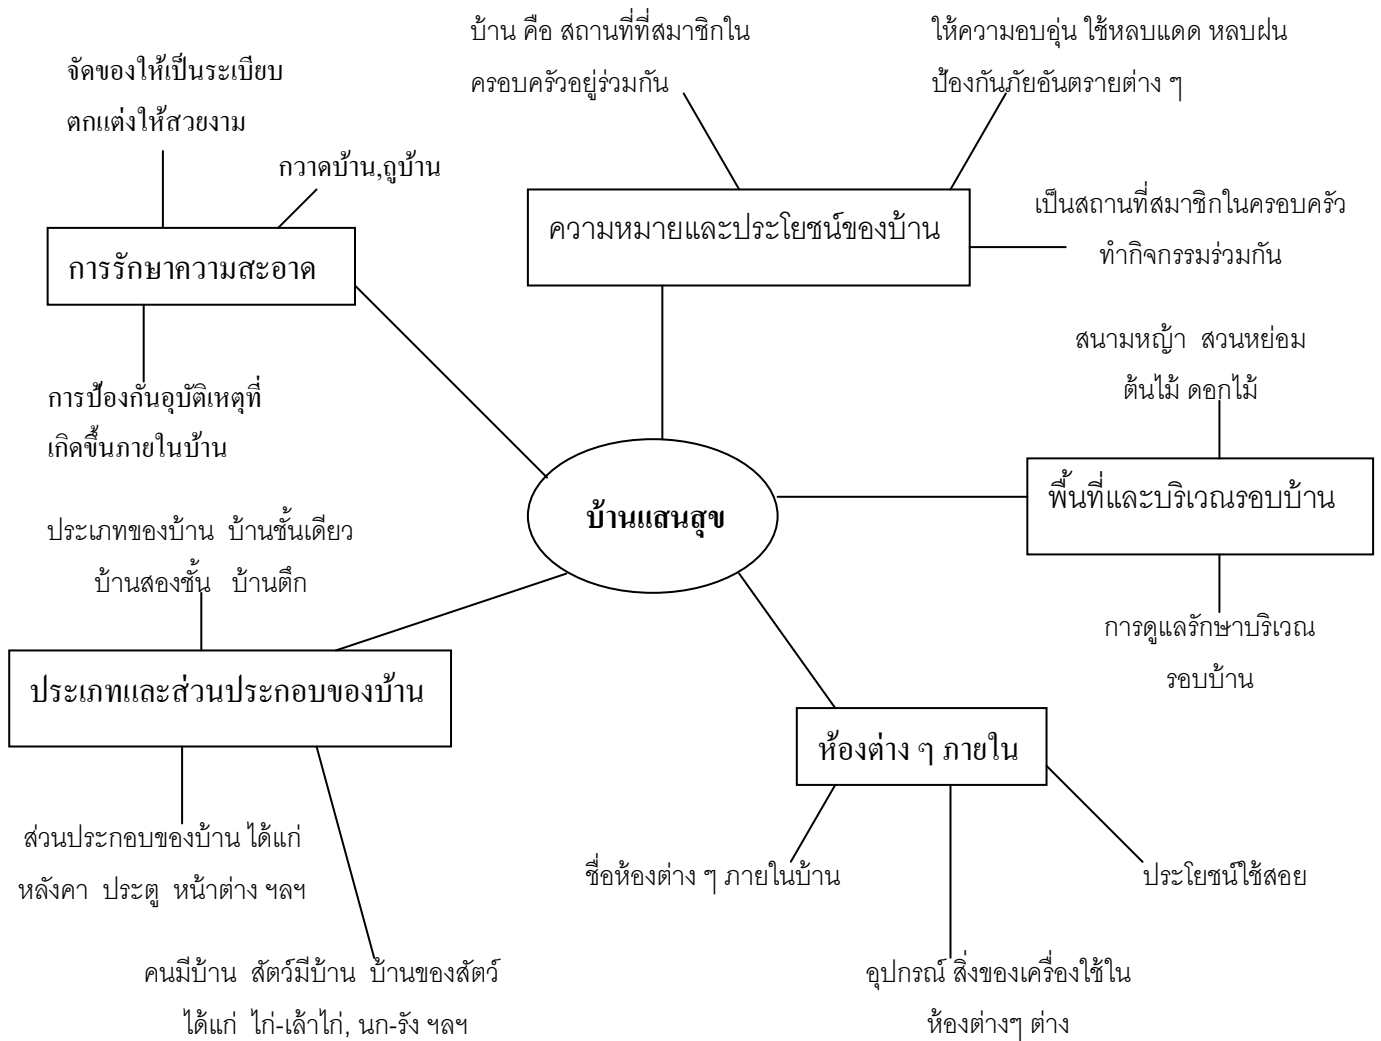 บ้าน คือ สถานที่ที่สมาชิกใน
ครอบครัวอยู่ร่วมกัน
ให้ความอบอุ่น ใช้หลบแดด หลบฝน
ป้องกันภัยอันตรายต่าง ๆ
จัดของให้เป็นระเบียบ
ตกแต่งให้สวยงาม
กวาดบ้าน,ถูบ้าน
ความหมายและประโยชน์ของบ้าน
เป็นสถานที่สมาชิกในครอบครัว
ทำกิจกรรมร่วมกัน
การรักษาความสะอาด
สนามหญ้า สวนหย่อม
ต้นไม้ ดอกไม้
การป้องกันอุบัติเหตุที่
เกิดขึ้นภายในบ้าน
บ้านแสนสุข
พื้นที่และบริเวณรอบบ้าน
ประเภทของบ้าน บ้านชั้นเดียว
บ้านสองชั้น บ้านตึก
การดูแลรักษาบริเวณ
รอบบ้าน
ประเภทและส่วนประกอบของบ้าน
ห้องต่าง ๆ ภายใน
ส่วนประกอบของบ้าน ได้แก่
หลังคา ประตู หน้าต่าง ฯลฯ
ชื่อห้องต่าง ๆ ภายในบ้าน
ประโยชน์ใช้สอย
คนมีบ้าน สัตว์มีบ้าน บ้านของสัตว์
ได้แก่ ไก่-เล้าไก่, นก-รัง ฯลฯ
อุปกรณ์ สิ่งของเครื่องใช้ใน
ห้องต่างๆ ต่าง